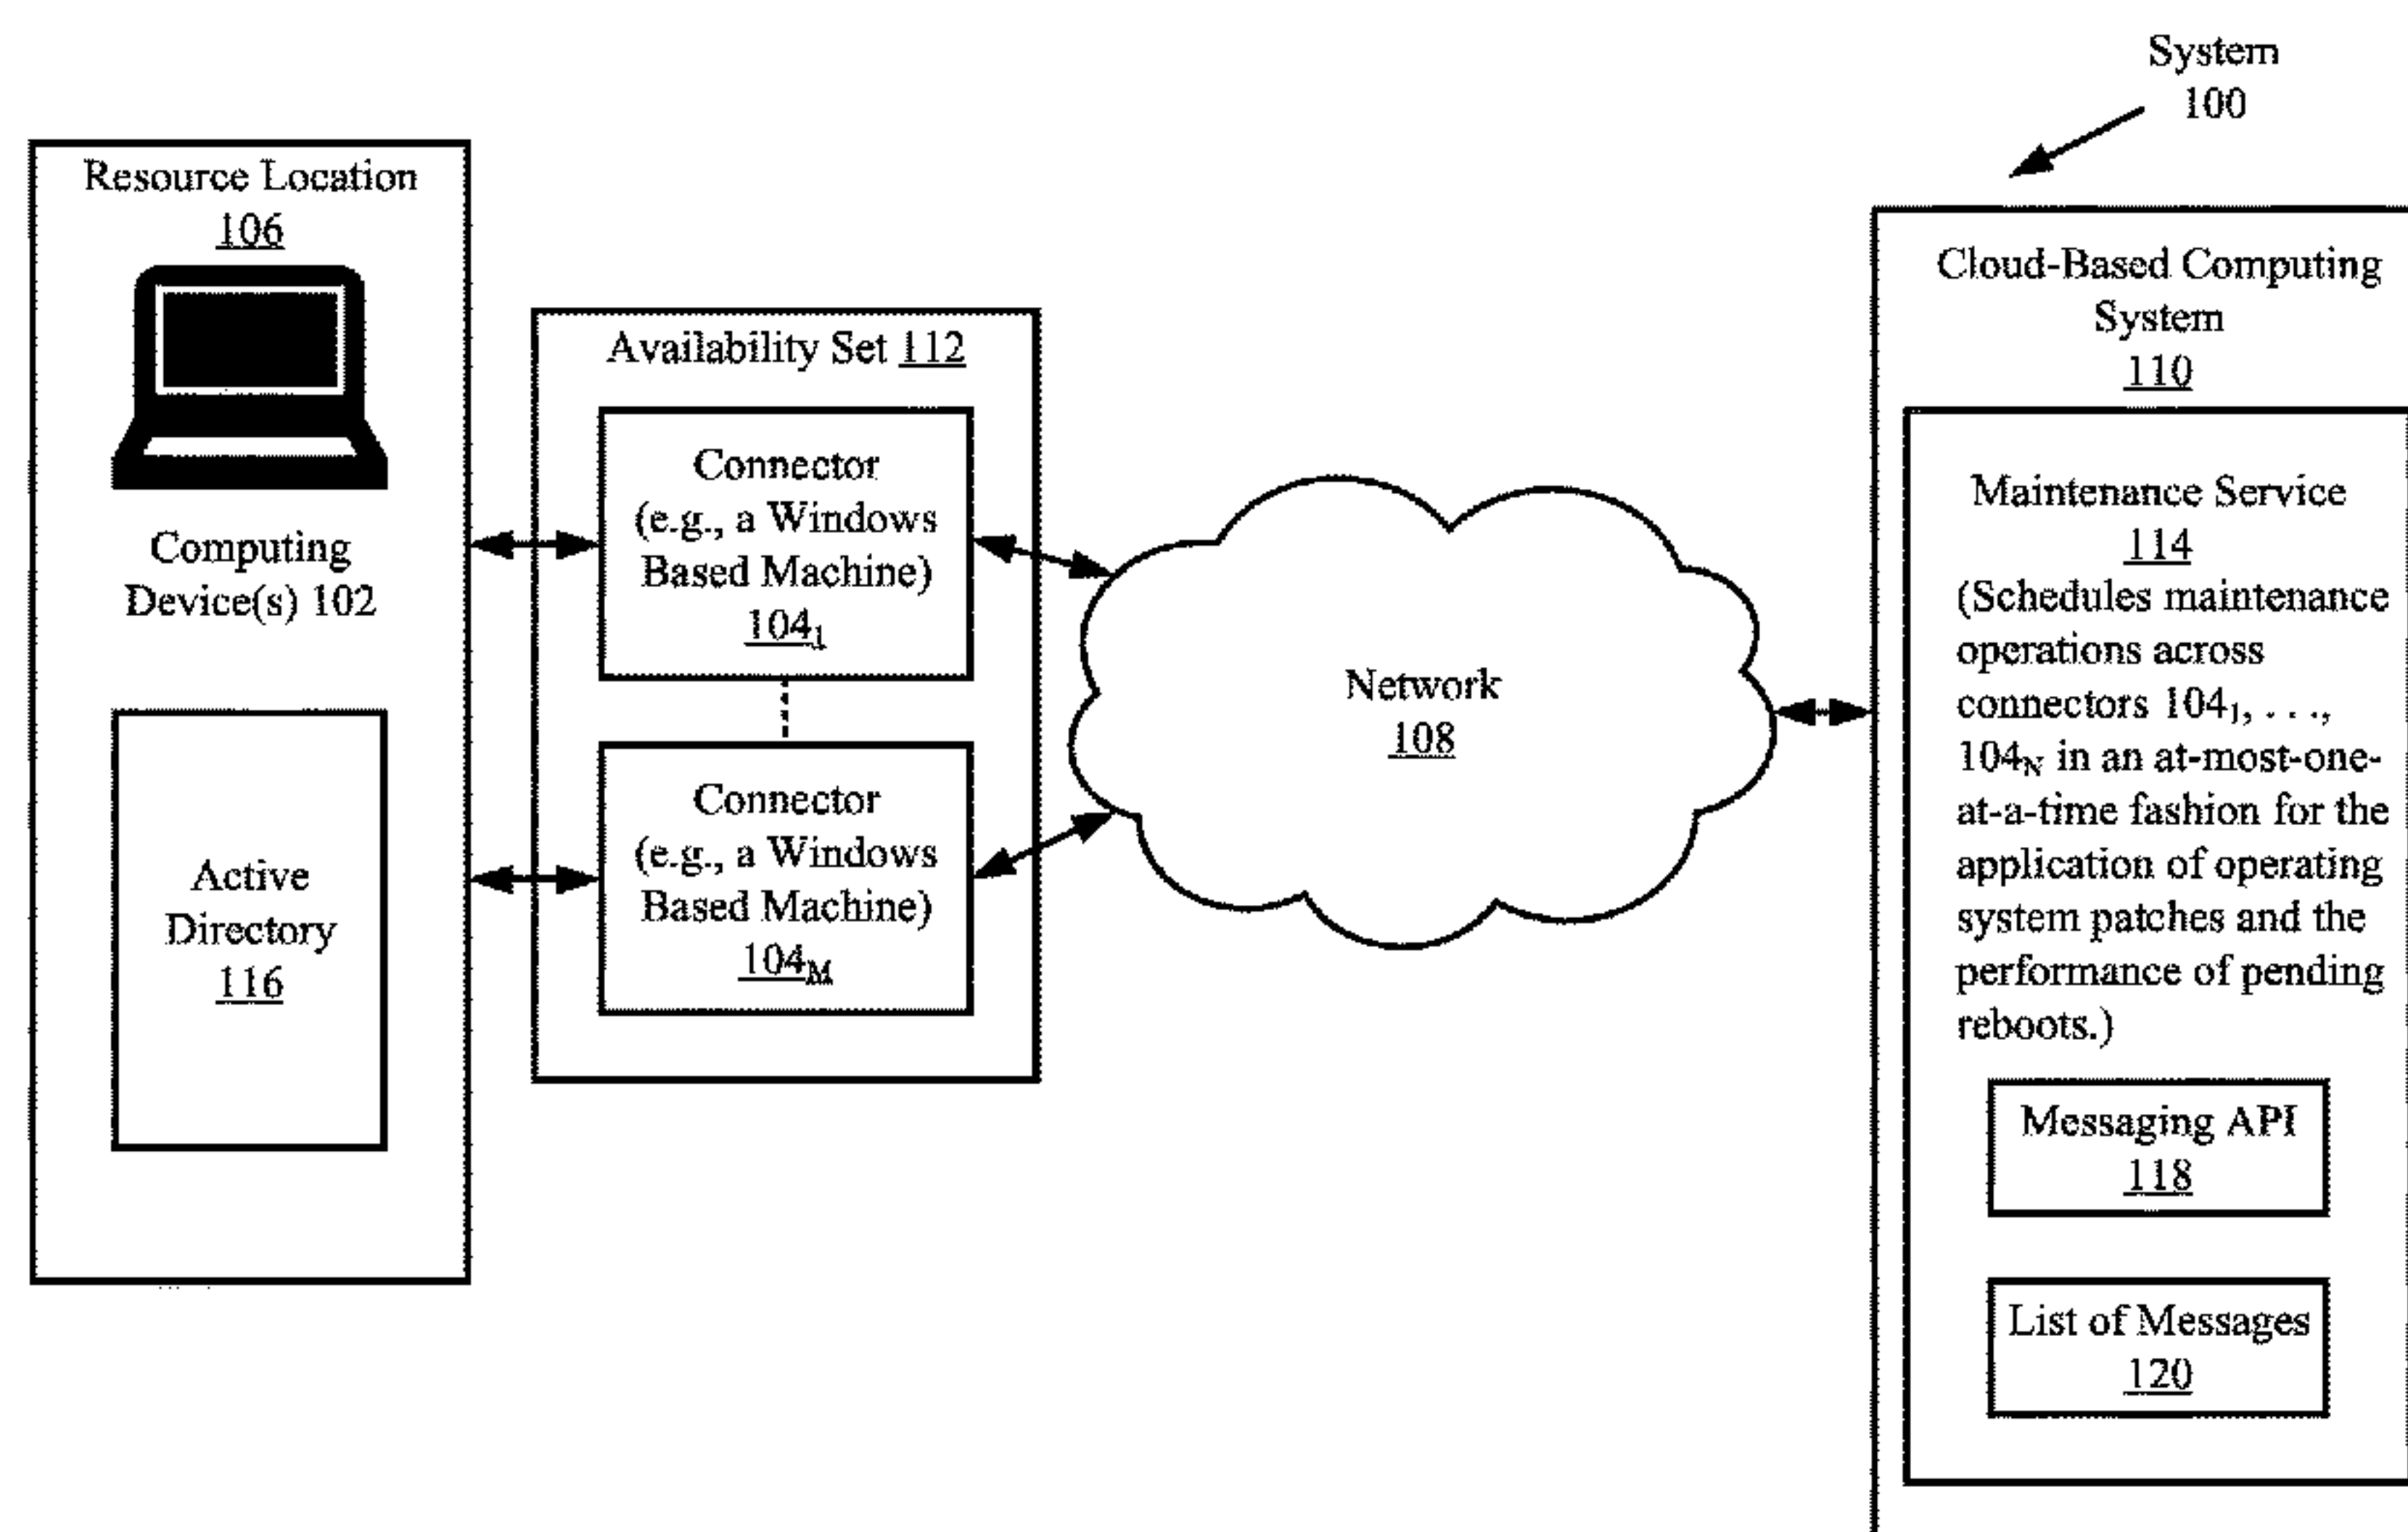 System
100
Resource Location
106
Computing
Device(s) 102
Active
Directory
116
Availability Set 112
Connector
(e.g., a Windows
Based Machine)
104₁
Connector
(e.g., a Windows
Based Machine)
104_M
Network
108
Cloud-Based Computing
System
110
Maintenance Service
114
(Schedules maintenance
operations across
connectors 104₁, . . .,
104_N in an at-most-one-
at-a-time fashion for the
application of operating
system patches and the
performance of pending
reboots.)
Messaging API
118
List of Messages
120